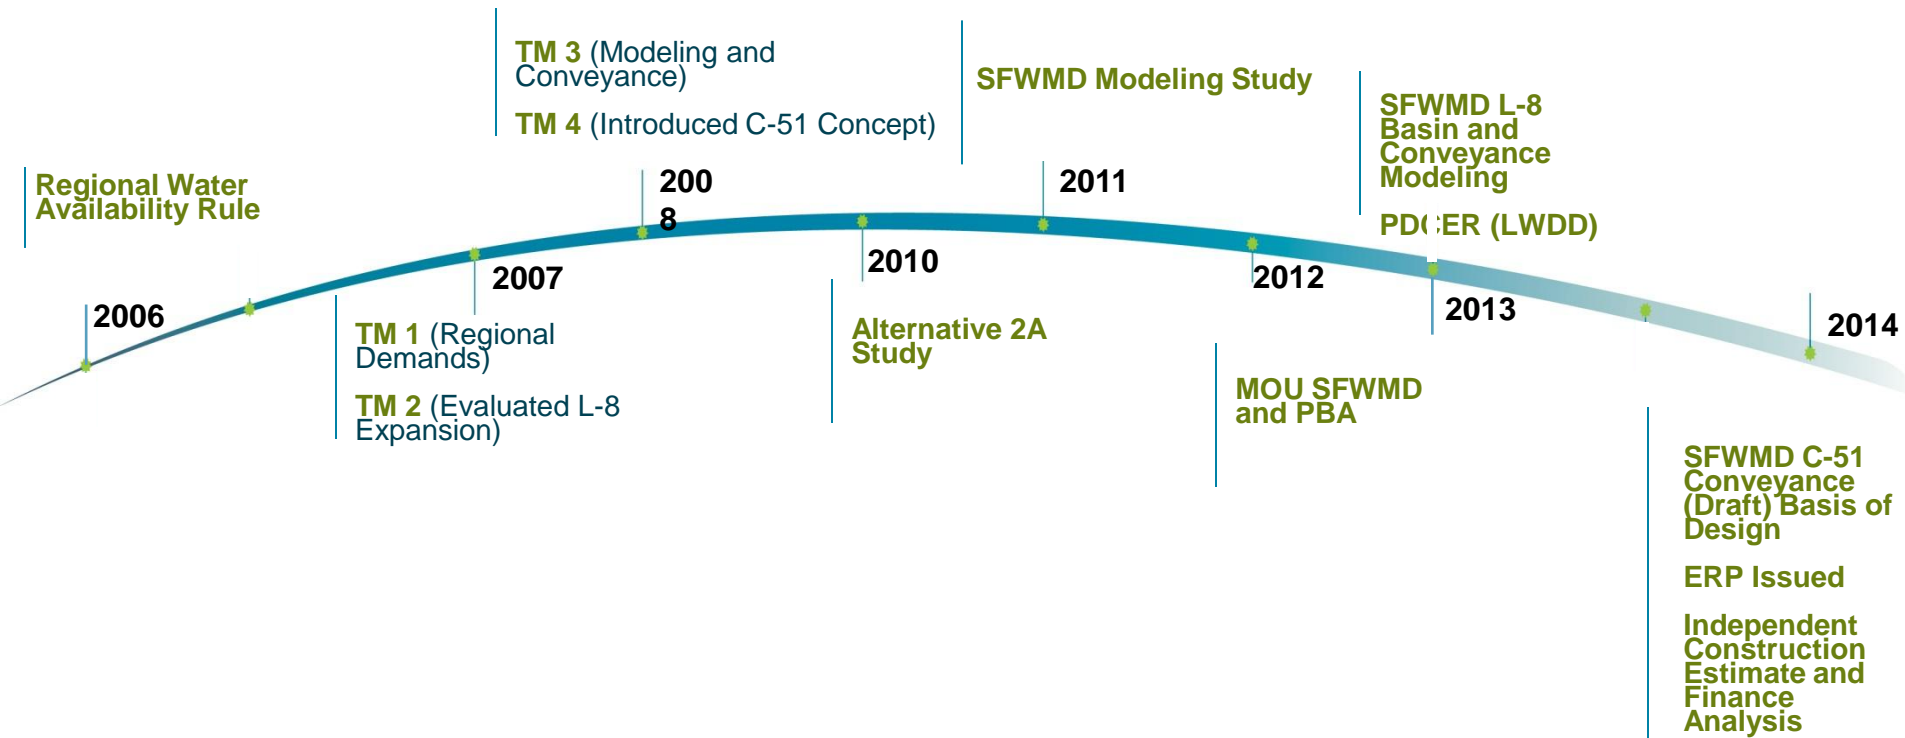 Regional Water
Availability Rule
2006
TM 1 (Regional
Demands)
TM 2 (Evaluated L-8
Expansion)
2007
TM 3 (Modeling and
Conveyance)
TM 4 (Introduced C-51 Concept)
200
8
Alternative 2A
Study
2010
SFWMD Modeling Study
2011
MOU SFWMD
and PBA
2012
SFWMD L-8
Basin and
Conveyance
Modeling
PDCER (LWDD)
2013
SFWMD C-51
Conveyance
(Draft) Basis of
Design
ERP Issued
Independent
Construction
Estimate and
Finance
Analysis
2014